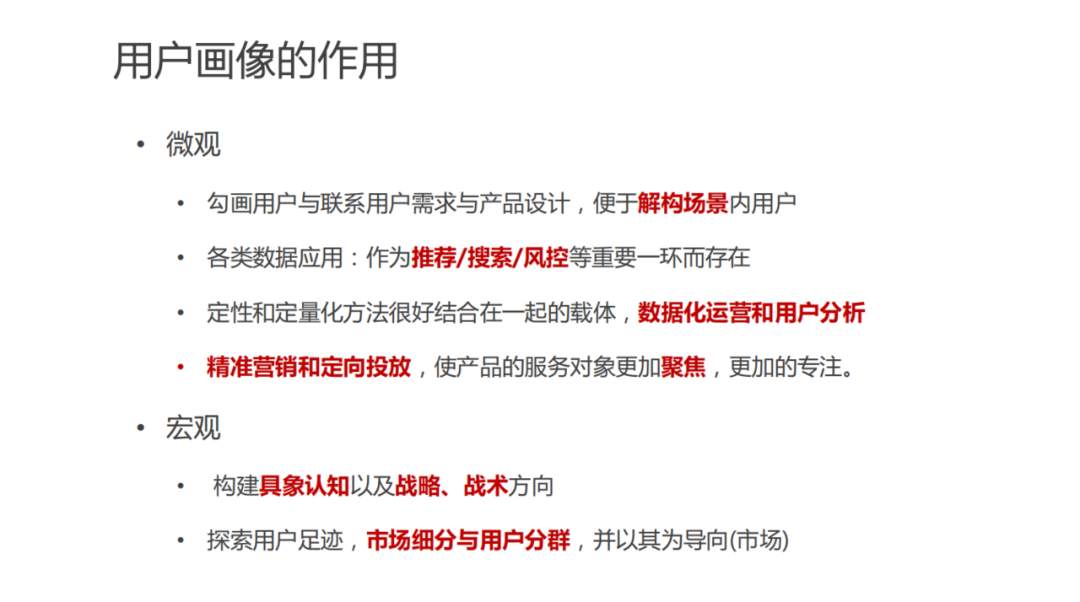 用户画像的作用
• 微观
• 勾画用户与联系用户需求与产品设计，便于解构场景内用户
• 各类数据应用：作为推荐/搜索/风控等重要一环而存在
• 定性和定量化方法很好结合在一起的载体，数据化运营和用户分析
• 精准营销和定向投放，使产品的服务对象更加聚焦，更加的专注。
• 宏观
• 构建具象认知以及战略、战术方向
• 探索用户足迹，市场细分与用户分群，并以其为导向(市场)